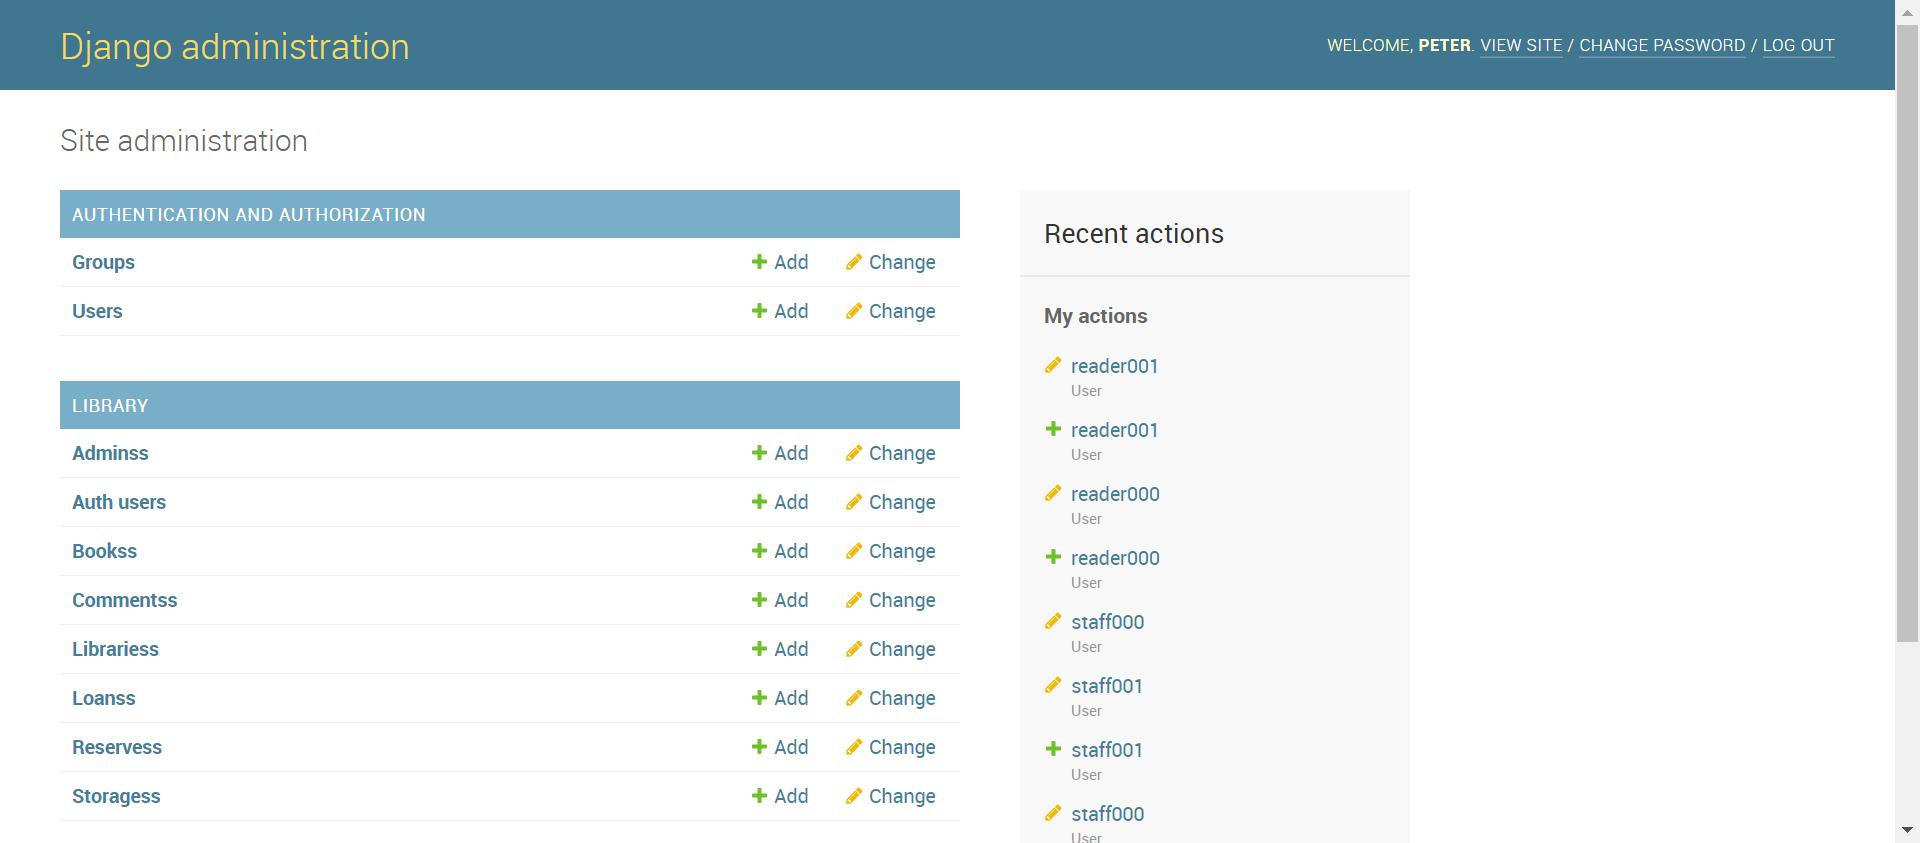 Django administration
WELCOME, PETER. VIEW SITE / CHANGE PASSWORD / LOG OUT
Site administration
AUTHENTICATION AND AUTHORIZATION
Groups Add Change
Users Add Change
LIBRARY
Adminss Add Change
Auth users Add Change
Bookss Add Change
Commentss Add Change
Librariess Add Change
Loanss Add Change
Reservess Add Change
Storagess Add Change
Recent actions
My actions
reader001
User
reader001
User
reader000
User
reader000
User
staff000
User
staff001
User
staff001
User
staff000
User